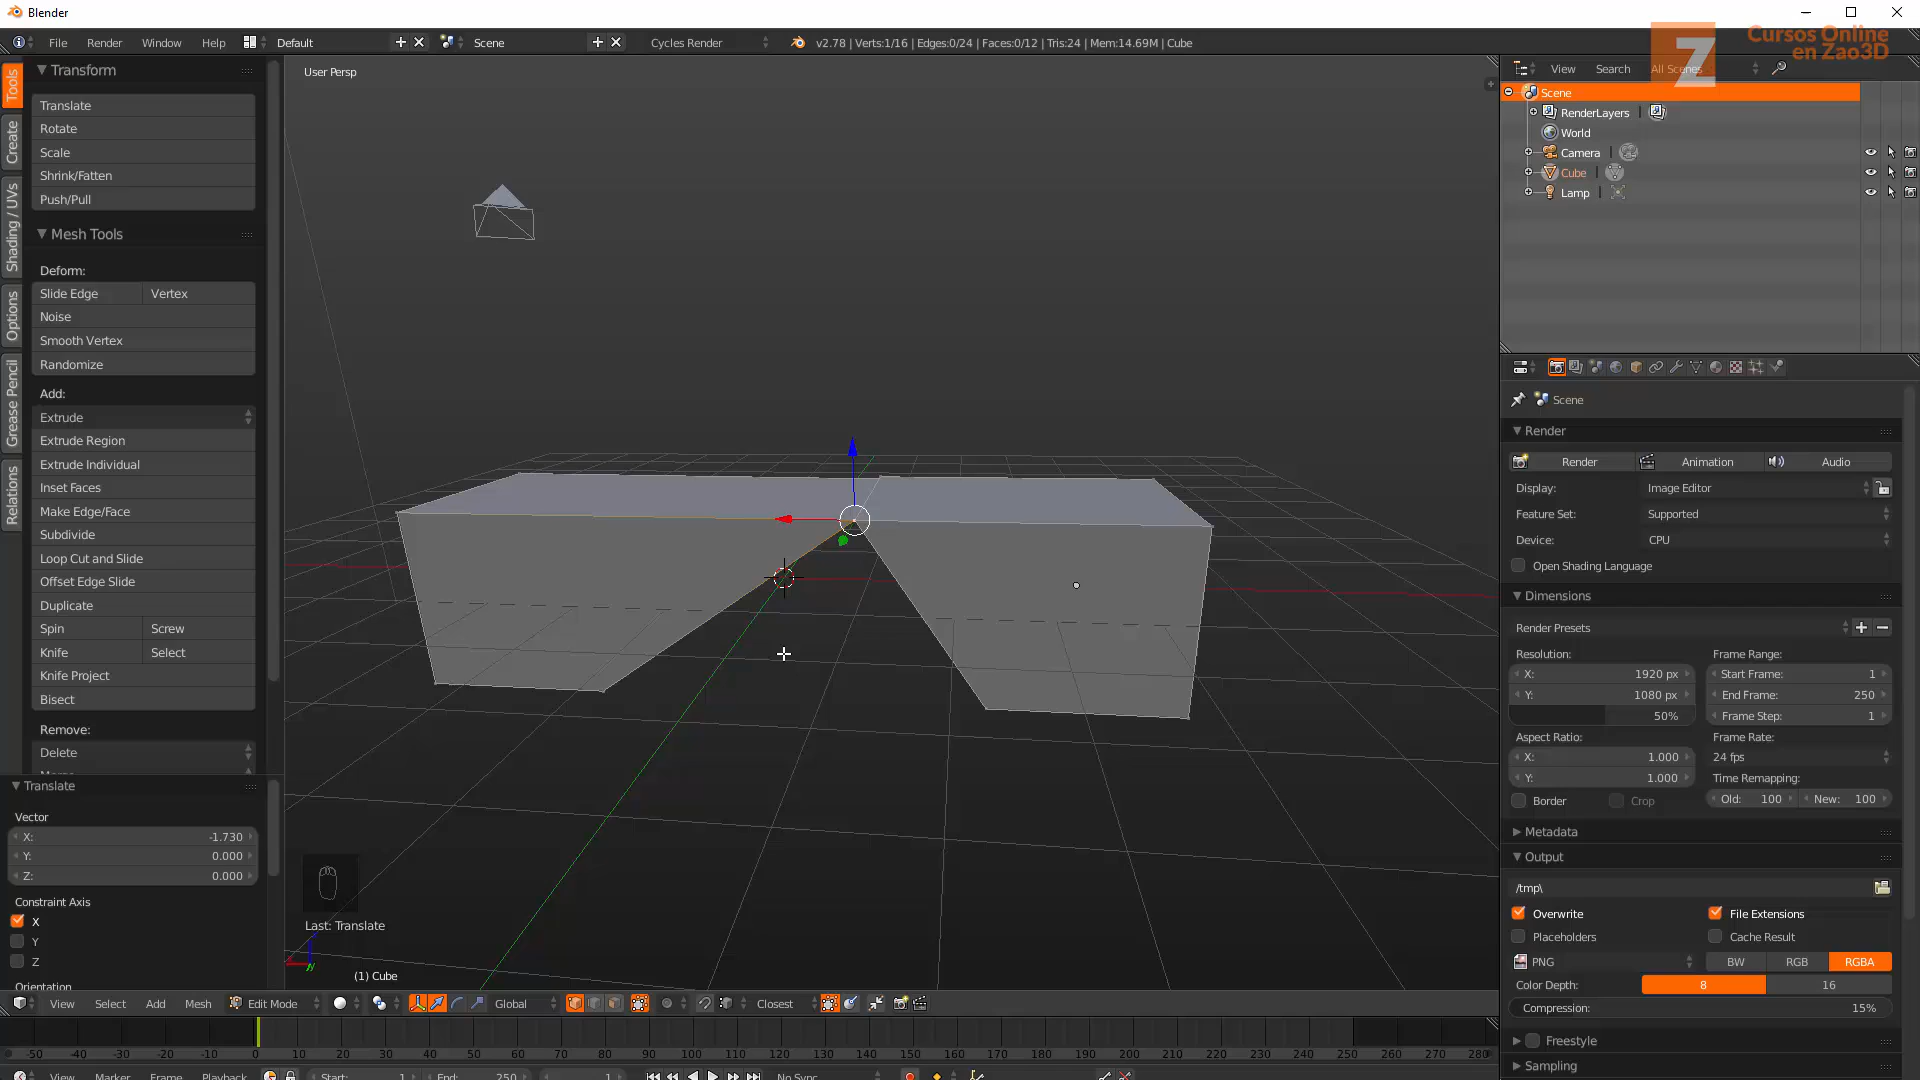 Blender
File Render Window Help Default Scene Cycles Render v2.78 | Verts:1/16 | Edges:0/24 | Faces:0/12 | Tris:24 | Mem:14.69M | Cube
Cursos Online
en Zao3D
Z
Tools
Create
Shading / UVs
Options
Grease Pencil
Relations
Transform
Translate
Rotate
Scale
Shrink/Fatten
Push/Pull
Mesh Tools
Deform:
Slide Edge Vertex
Noise
Smooth Vertex
Randomize
Add:
Extrude
Extrude Region
Extrude Individual
Inset Faces
Make Edge/Face
Subdivide
Loop Cut and Slide
Offset Edge Slide
Duplicate
Spin Screw
Knife Select
Knife Project
Bisect
Remove:
Delete
Translate
Vector
X: -1.730
Y: 0.000
Z: 0.000
Constraint Axis
X
Y
Z
Orientation
User Persp
Last: Translate
(1) Cube
View Select Add Mesh Edit Mode Global Closest
-50 -40 -30 -20 -10 0 10 20 30 40 50 60 70 80 90 100 110 120 130 140 150 160 170 180 190 200 210 220 230 240 250 260 270 280
View Marker Frame Playback Start: 1 End: 250 1 No Sync
View Search All Scenes
Scene
RenderLayers
World
Camera
Cube
Lamp
Scene
Render
Render Animation Audio
Display: Image Editor
Feature Set: Supported
Device: CPU
Open Shading Language
Dimensions
Render Presets
Resolution: Frame Range:
X: 1920 px Start Frame: 1
Y: 1080 px End Frame: 250
50% Frame Step: 1
Aspect Ratio: Frame Rate:
X: 1.000 24 fps
Y: 1.000 Time Remapping:
Border Crop Old: 100 New: 100
Metadata
Output
/tmp\
Overwrite File Extensions
Placeholders Cache Result
PNG BW RGB RGBA
Color Depth: 8 16
Compression: 15%
Freestyle
Sampling